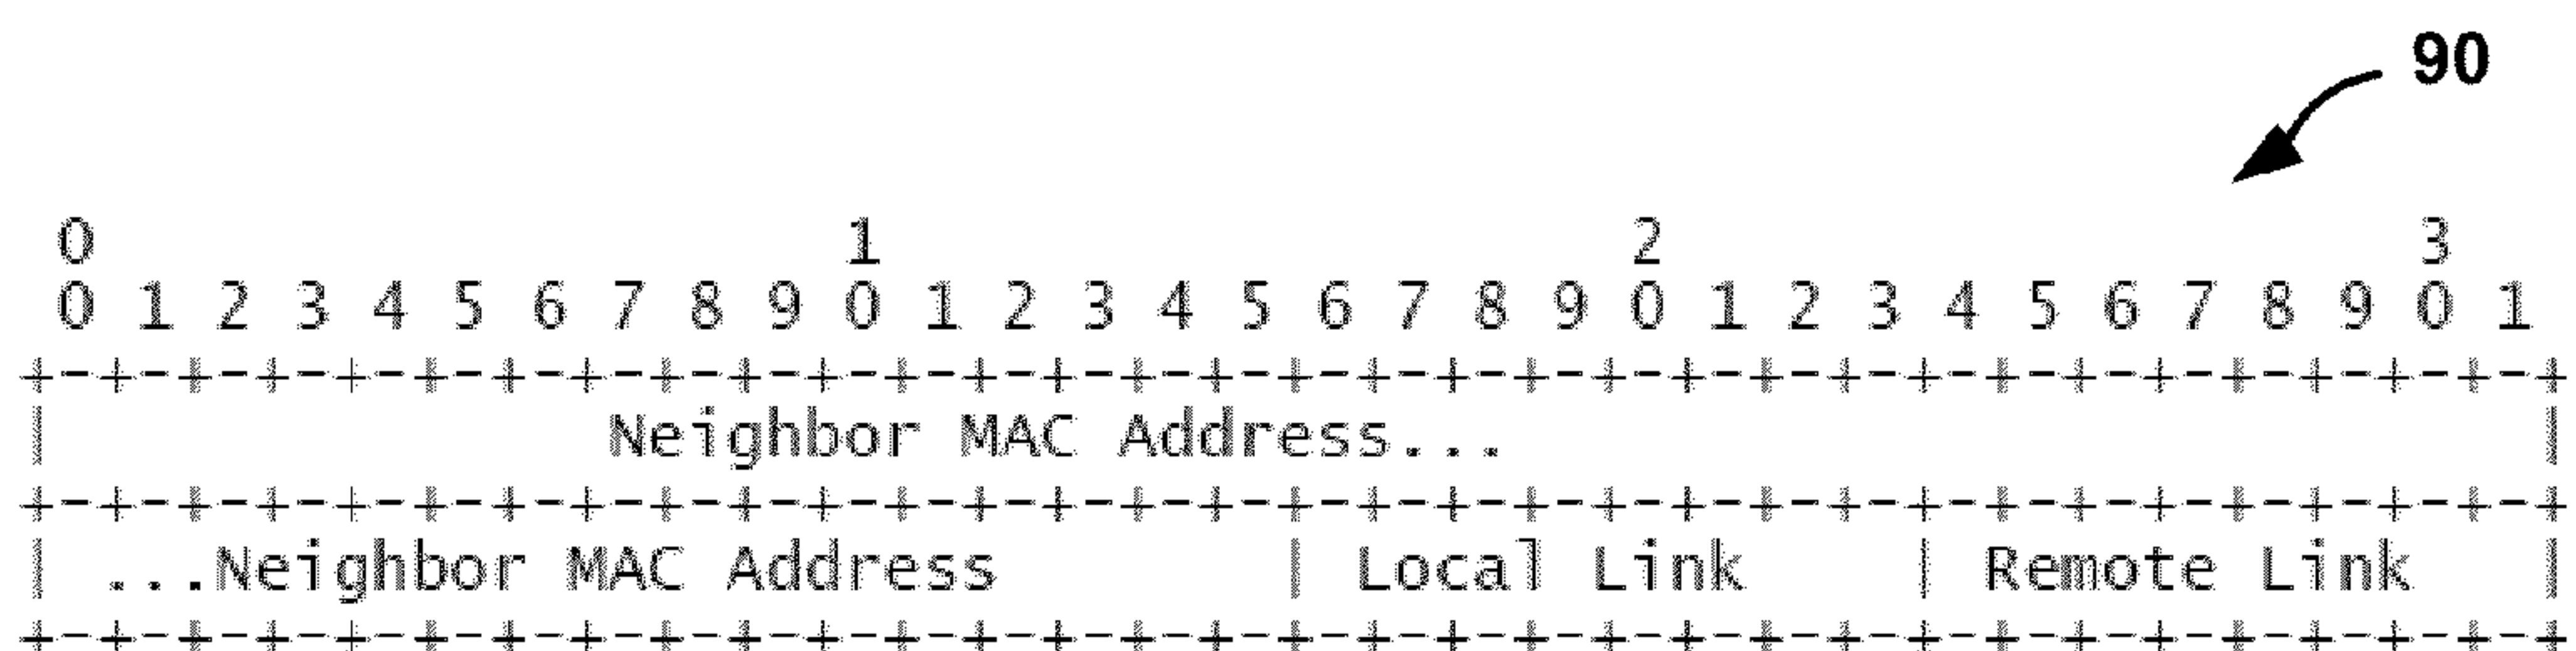 90
0 1 2 3
0 1 2 3 4 5 6 7 8 9 0 1 2 3 4 5 6 7 8 9 0 1 2 3 4 5 6 7 8 9 0 1
+-+-+-+-+-+-+-+-+-+-+-+-+-+-+-+-+-+-+-+-+-+-+-+-+-+-+-+-+-+-+-+-+
| Neighbor MAC Address... |
+-+-+-+-+-+-+-+-+-+-+-+-+-+-+-+-+-+-+-+-+-+-+-+-+-+-+-+-+-+-+-+-+
| ...Neighbor MAC Address | Local Link | Remote Link |
+-+-+-+-+-+-+-+-+-+-+-+-+-+-+-+-+-+-+-+-+-+-+-+-+-+-+-+-+-+-+-+-+